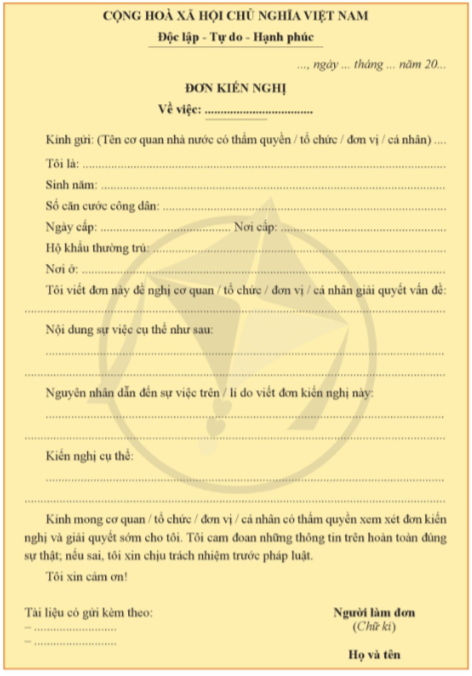 CỘNG HOÀ XÃ HỘI CHỦ NGHĨA VIỆT NAM
Độc lập - Tự do - Hạnh phúc
..., ngày ... tháng ... năm 20...
ĐƠN KIẾN NGHỊ
Về việc: ..................................
Kính gửi: (Tên cơ quan nhà nước có thẩm quyền / tổ chức / đơn vị / cá nhân) ....
Tôi là: ..........................................................................................
Sinh năm: ..........................................................................................
Số căn cước công dân: ..........................................................................
Ngày cấp: ........................................ Nơi cấp: ........................................
Hộ khẩu thường trú: ..........................................................................
Nơi ở: ..........................................................................................
Tôi viết đơn này đề nghị cơ quan / tổ chức / đơn vị / cá nhân giải quyết vấn đề:
..........................................................................................
Nội dung sự việc cụ thể như sau:
..........................................................................................
..........................................................................................
Nguyên nhân dẫn đến sự việc trên / lí do viết đơn kiến nghị này:
..........................................................................................
..........................................................................................
Kiến nghị cụ thể:
..........................................................................................
..........................................................................................
Kính mong cơ quan / tổ chức / đơn vị / cá nhân có thẩm quyền xem xét đơn kiến
nghị và giải quyết sớm cho tôi. Tôi cam đoan những thông tin trên hoàn toàn đúng
sự thật; nếu sai, tôi xin chịu trách nhiệm trước pháp luật.
Tôi xin cảm ơn!
Tài liệu có gửi kèm theo:
– ..........................
– ..........................
Người làm đơn
(Chữ kí)
Họ và tên